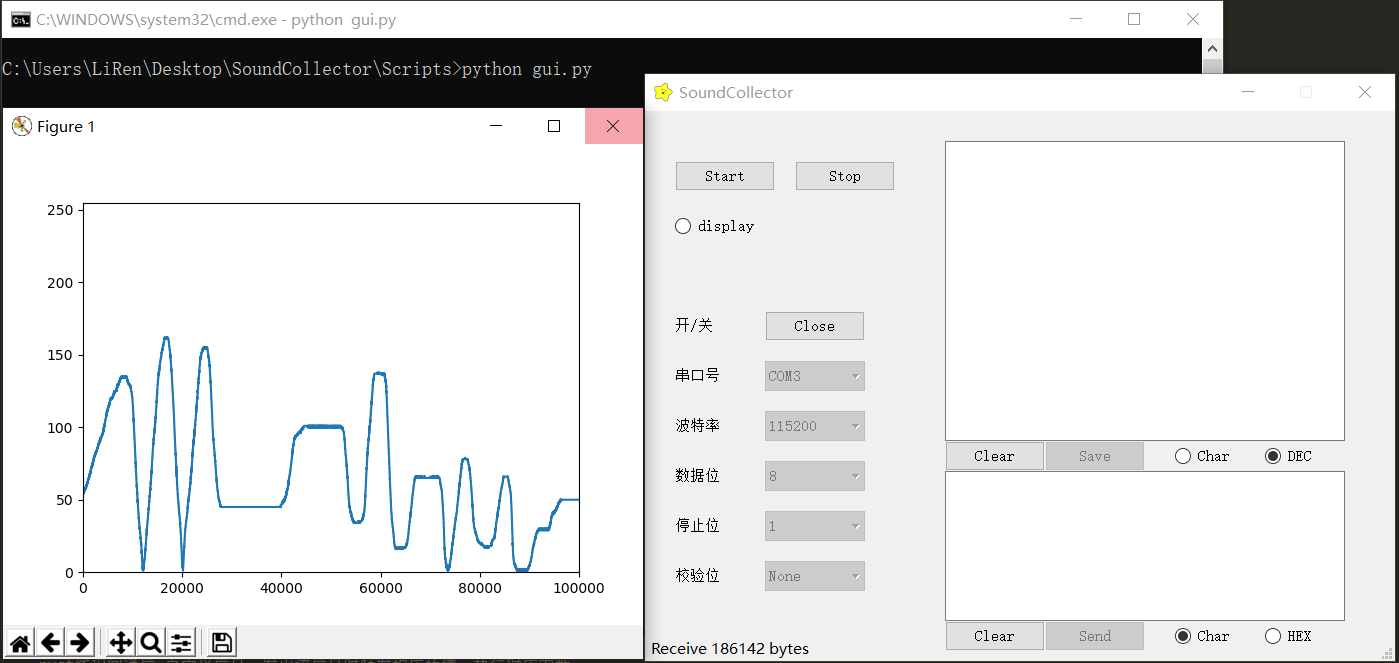 C:\WINDOWS\system32\cmd.exe - python  gui.py
C:\Users\LiRen\Desktop\SoundCollector\Scripts>python gui.py
Figure 1
250
200
150
100
50
0
0 20000 40000 60000 80000 100000
SoundCollector
Start Stop
display
开/关 Close
串口号 COM3
波特率 115200
数据位 8
停止位 1
校验位 None
Clear Save Char DEC
Clear Send Char HEX
Receive 186142 bytes